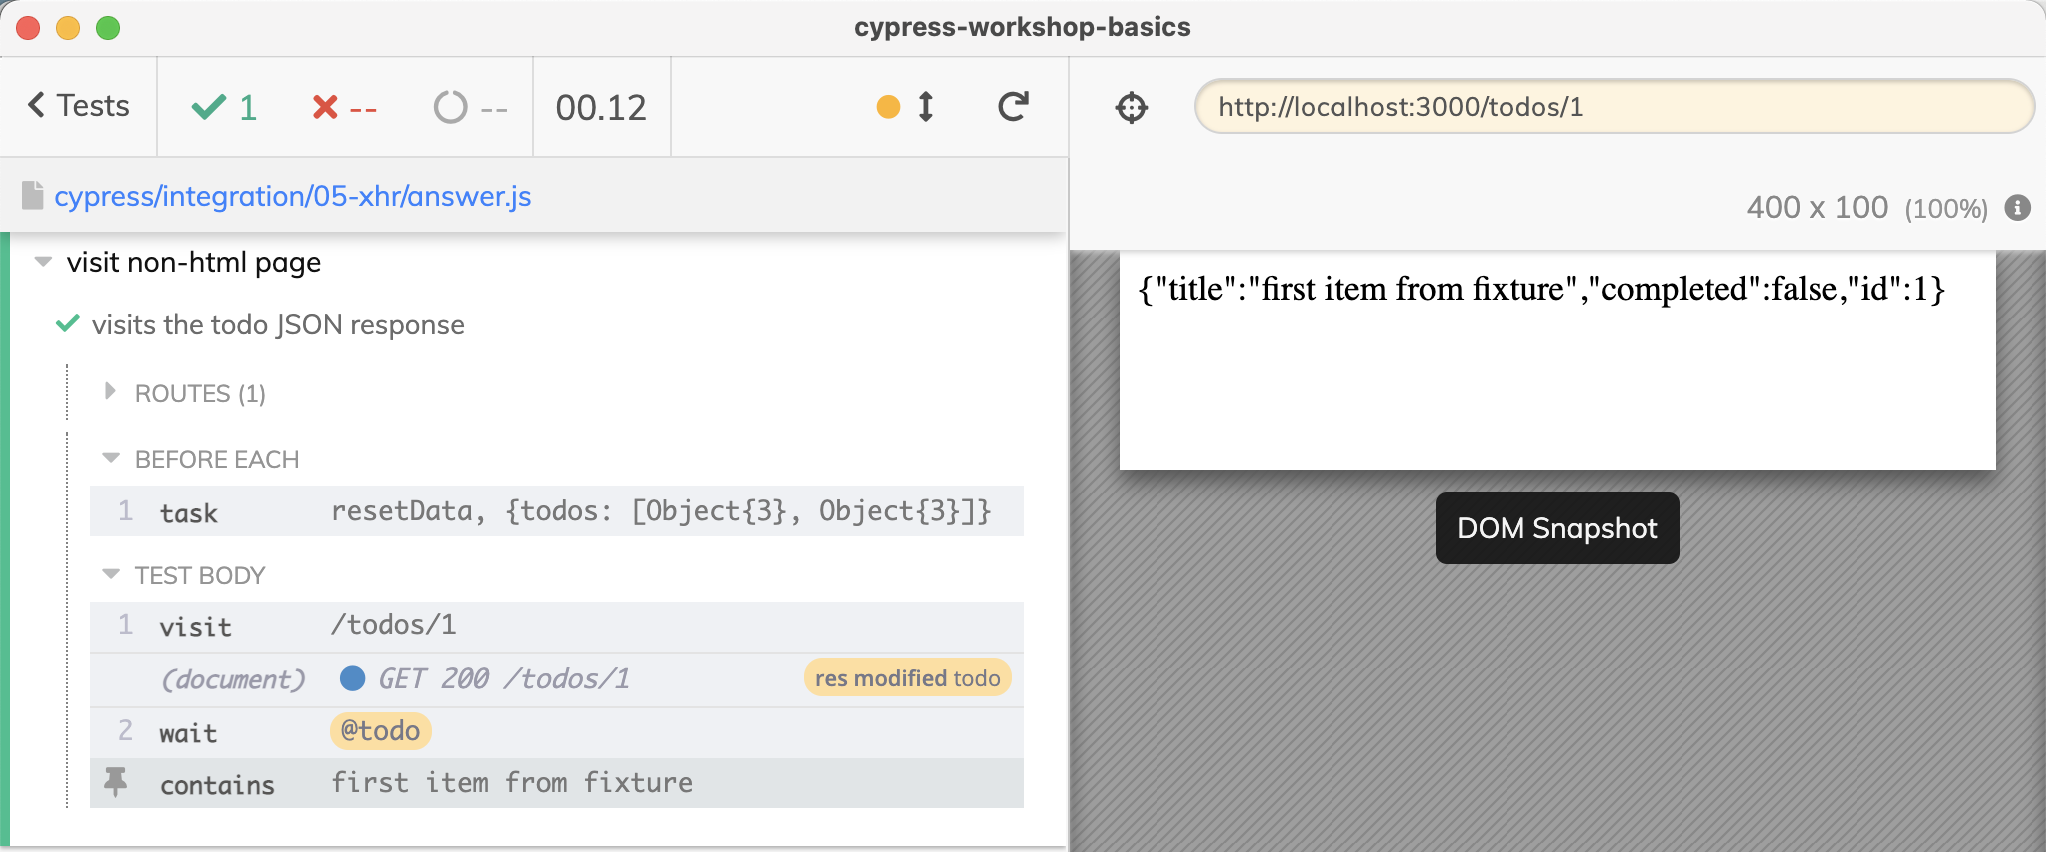 cypress-workshop-basics
Tests 1 -- -- 00.12
http://localhost:3000/todos/1
cypress/integration/05-xhr/answer.js
400 x 100 (100%)
visit non-html page
visits the todo JSON response
ROUTES (1)
BEFORE EACH
1 task resetData, {todos: [Object{3}, Object{3}]}
TEST BODY
1 visit /todos/1
(document) GET 200 /todos/1 res modified todo
2 wait @todo
contains first item from fixture
{"title":"first item from fixture","completed":false,"id":1}
DOM Snapshot